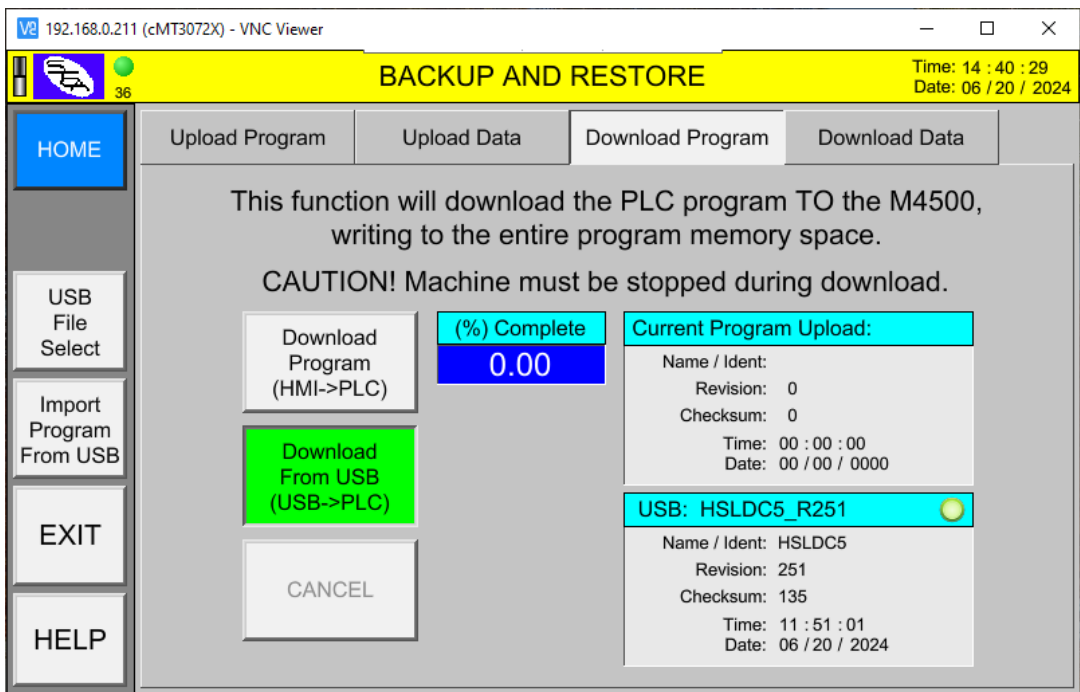 192.168.0.211 (cMT3072X) - VNC Viewer
36
BACKUP AND RESTORE
Time: 14 : 40 : 29
Date: 06 / 20 / 2024
HOME
Upload Program
Upload Data
Download Program
Download Data
This function will download the PLC program TO the M4500,
writing to the entire program memory space.
CAUTION! Machine must be stopped during download.
USB
File
Select
Import
Program
From USB
EXIT
HELP
Download
Program
(HMI->PLC)
Download
From USB
(USB->PLC)
CANCEL
(%) Complete
0.00
Current Program Upload:
Name / Ident:
Revision: 0
Checksum: 0
Time: 00 : 00 : 00
Date: 00 / 00 / 0000
USB: HSLDC5_R251
Name / Ident: HSLDC5
Revision: 251
Checksum: 135
Time: 11 : 51 : 01
Date: 06 / 20 / 2024